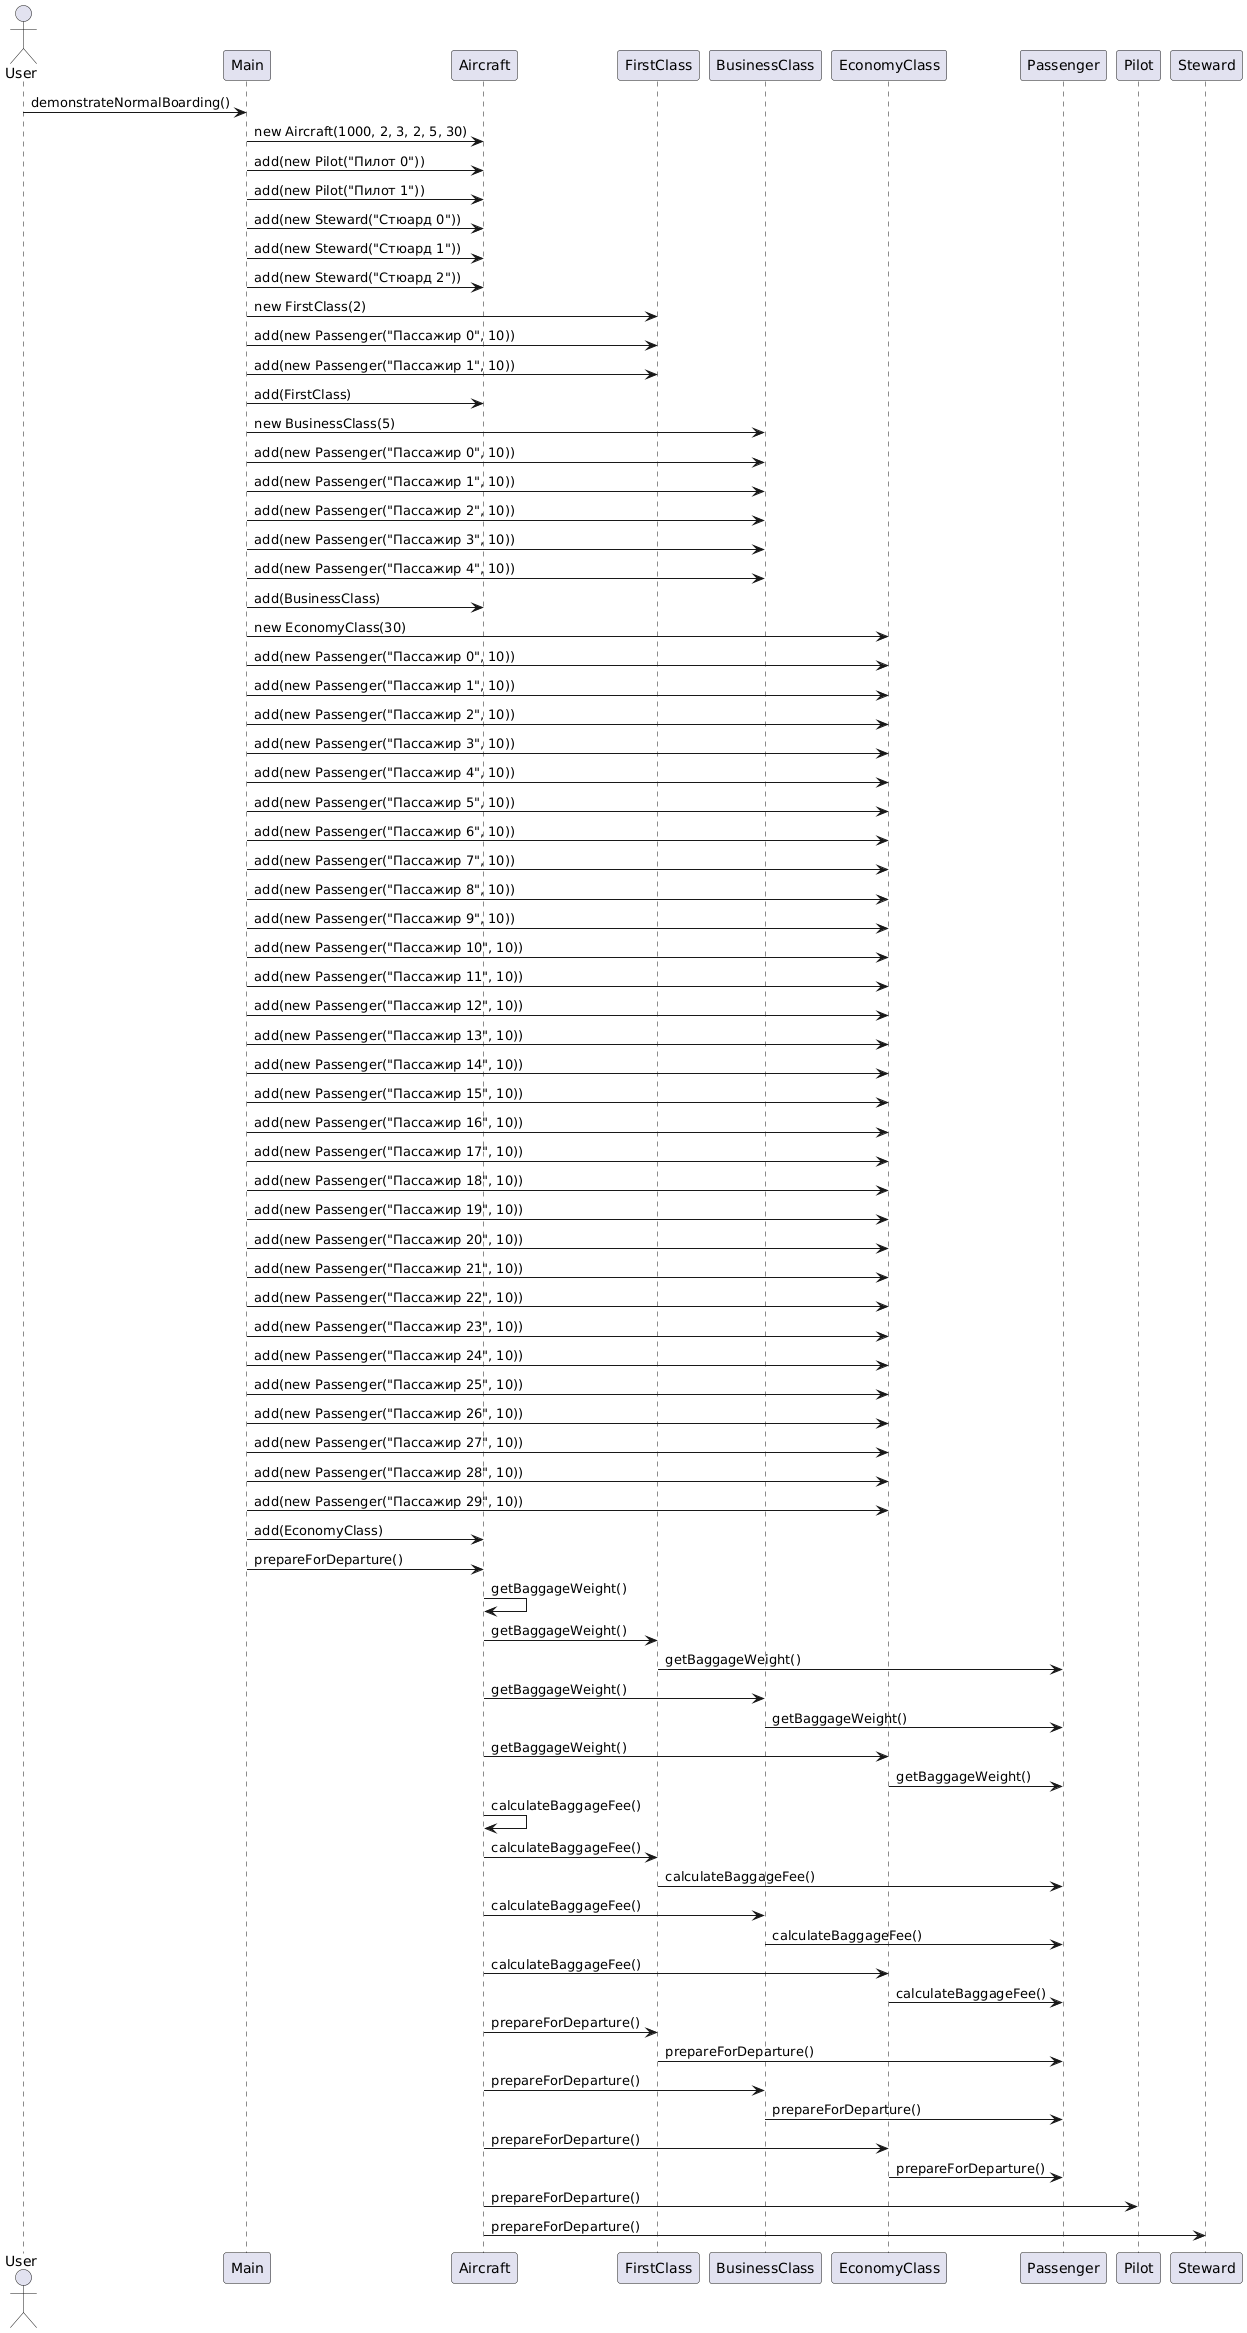 User
Main
Aircraft
FirstClass
BusinessClass
EconomyClass
Passenger
Pilot
Steward
demonstrateNormalBoarding()
new Aircraft(1000, 2, 3, 2, 5, 30)
add(new Pilot("Пилот 0"))
add(new Pilot("Пилот 1"))
add(new Steward("Стюард 0"))
add(new Steward("Стюард 1"))
add(new Steward("Стюард 2"))
new FirstClass(2)
add(new Passenger("Пассажир 0", 10))
add(new Passenger("Пассажир 1", 10))
add(FirstClass)
new BusinessClass(5)
add(new Passenger("Пассажир 0", 10))
add(new Passenger("Пассажир 1", 10))
add(new Passenger("Пассажир 2", 10))
add(new Passenger("Пассажир 3", 10))
add(new Passenger("Пассажир 4", 10))
add(BusinessClass)
new EconomyClass(30)
add(new Passenger("Пассажир 0", 10))
add(new Passenger("Пассажир 1", 10))
add(new Passenger("Пассажир 2", 10))
add(new Passenger("Пассажир 3", 10))
add(new Passenger("Пассажир 4", 10))
add(new Passenger("Пассажир 5", 10))
add(new Passenger("Пассажир 6", 10))
add(new Passenger("Пассажир 7", 10))
add(new Passenger("Пассажир 8", 10))
add(new Passenger("Пассажир 9", 10))
add(new Passenger("Пассажир 10", 10))
add(new Passenger("Пассажир 11", 10))
add(new Passenger("Пассажир 12", 10))
add(new Passenger("Пассажир 13", 10))
add(new Passenger("Пассажир 14", 10))
add(new Passenger("Пассажир 15", 10))
add(new Passenger("Пассажир 16", 10))
add(new Passenger("Пассажир 17", 10))
add(new Passenger("Пассажир 18", 10))
add(new Passenger("Пассажир 19", 10))
add(new Passenger("Пассажир 20", 10))
add(new Passenger("Пассажир 21", 10))
add(new Passenger("Пассажир 22", 10))
add(new Passenger("Пассажир 23", 10))
add(new Passenger("Пассажир 24", 10))
add(new Passenger("Пассажир 25", 10))
add(new Passenger("Пассажир 26", 10))
add(new Passenger("Пассажир 27", 10))
add(new Passenger("Пассажир 28", 10))
add(new Passenger("Пассажир 29", 10))
add(EconomyClass)
prepareForDeparture()
getBaggageWeight()
getBaggageWeight()
getBaggageWeight()
getBaggageWeight()
getBaggageWeight()
getBaggageWeight()
getBaggageWeight()
calculateBaggageFee()
calculateBaggageFee()
calculateBaggageFee()
calculateBaggageFee()
calculateBaggageFee()
calculateBaggageFee()
calculateBaggageFee()
prepareForDeparture()
prepareForDeparture()
prepareForDeparture()
prepareForDeparture()
prepareForDeparture()
prepareForDeparture()
prepareForDeparture()
prepareForDeparture()
User
Main
Aircraft
FirstClass
BusinessClass
EconomyClass
Passenger
Pilot
Steward